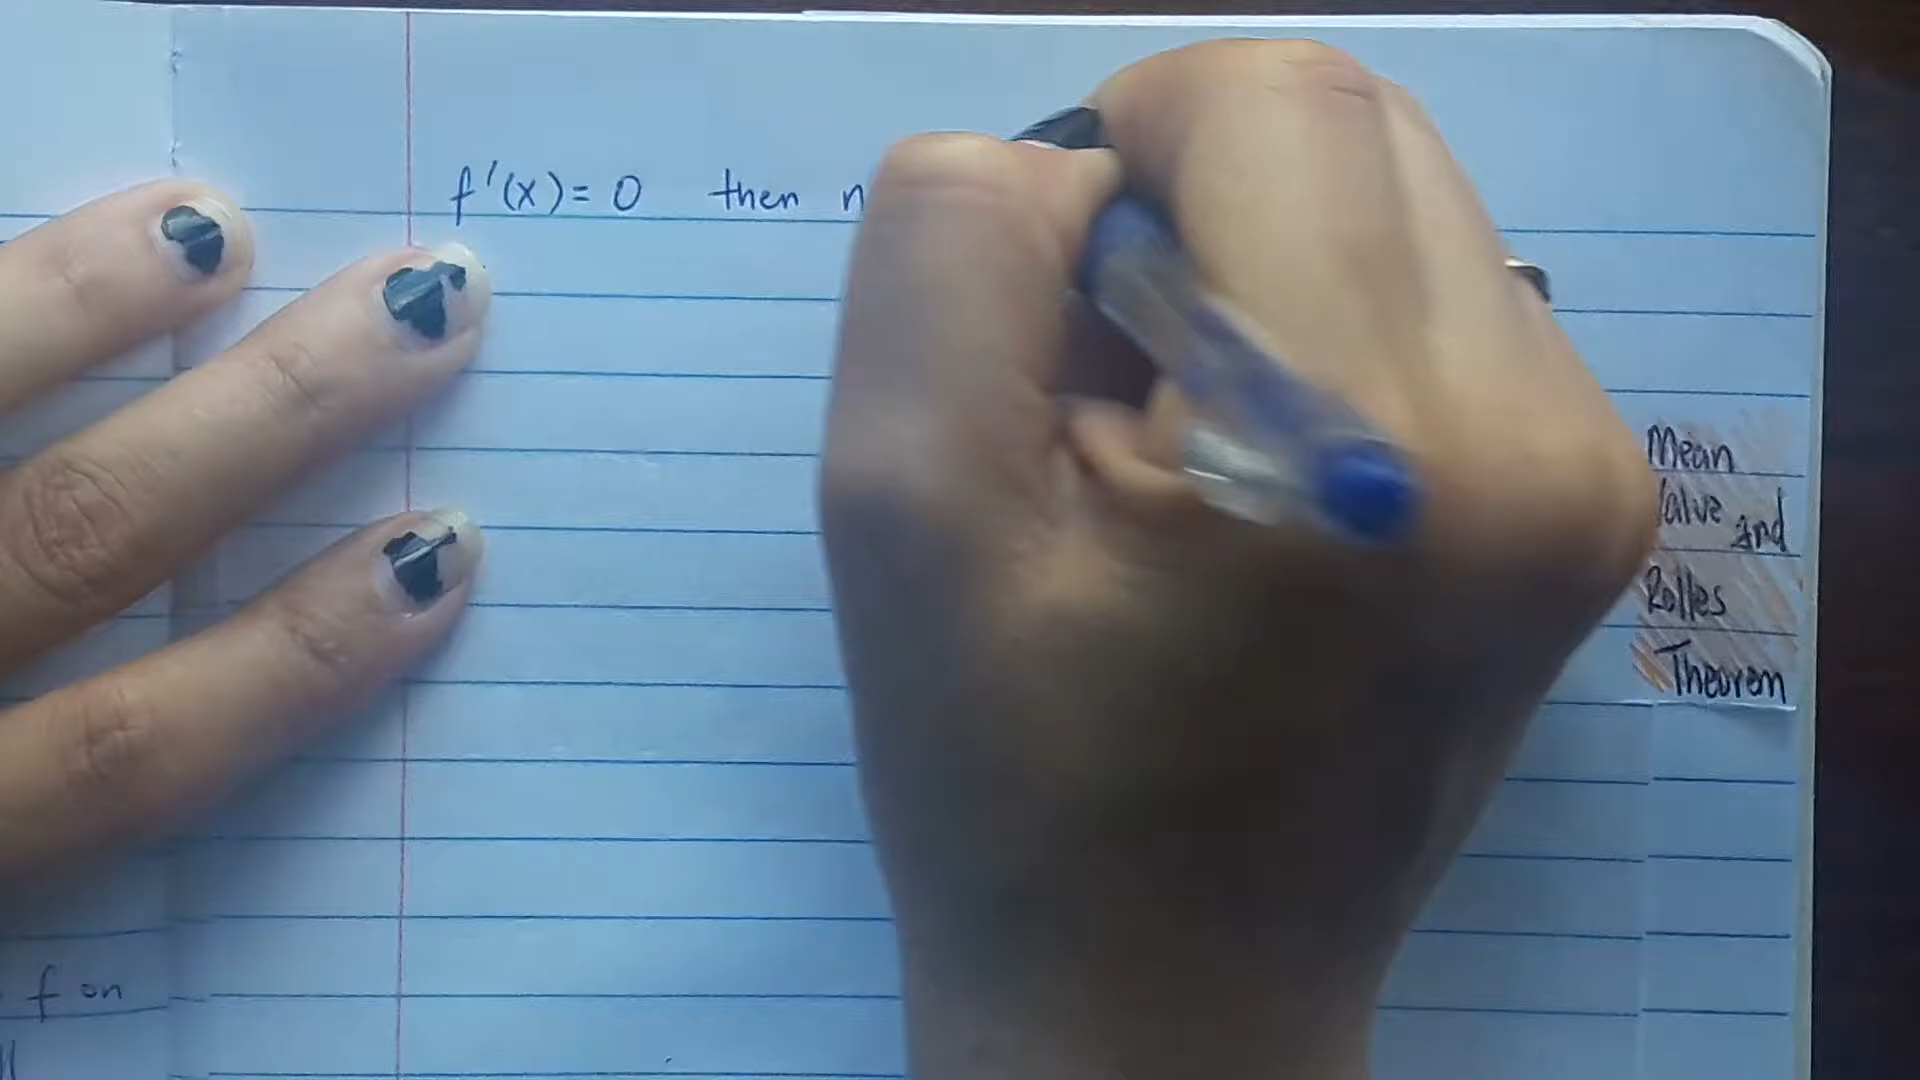 f'(x) = 0 then n
Mean
Value and
Rolles
Theorem
f on